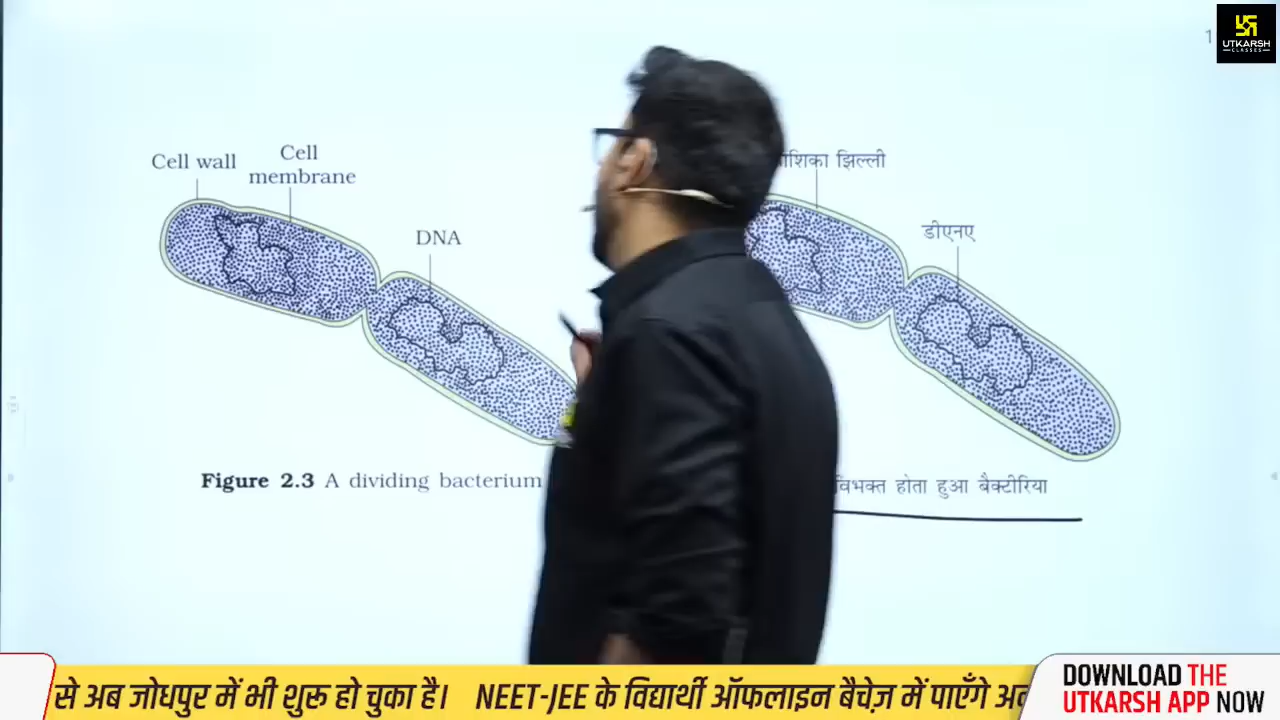 UTKARSH
CLASSES
Cell wall
Cell
membrane
DNA
झिल्ली
डीएनए
Figure 2.3 A dividing bacterium
विभक्त होता हुआ बैक्टीरिया
से अब जोधपुर में भी शुरू हो चुका है। NEET-JEE के विद्यार्थी ऑफलाइन बैचेज़ में पाएँगे
DOWNLOAD THE
UTKARSH APP NOW